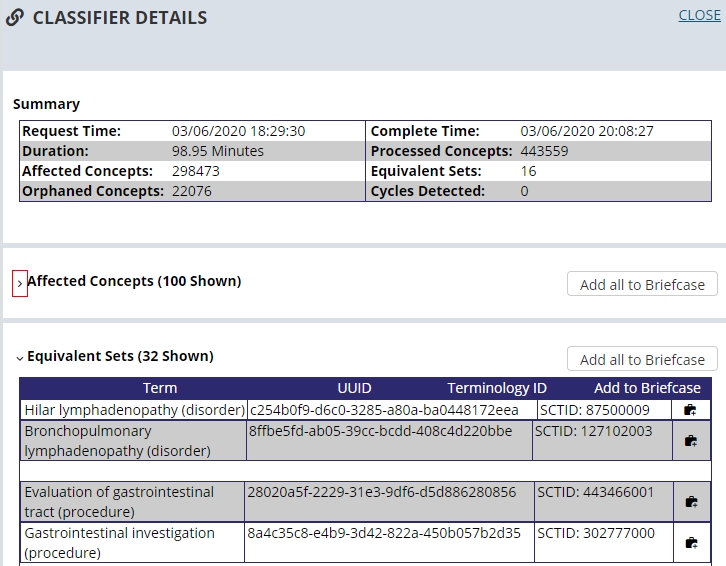 CLASSIFIER DETAILS
CLOSE
Summary
Request Time: 03/06/2020 18:29:30 Complete Time: 03/06/2020 20:08:27
Duration: 98.95 Minutes Processed Concepts: 443559
Affected Concepts: 298473 Equivalent Sets: 16
Orphaned Concepts: 22076 Cycles Detected: 0
Affected Concepts (100 Shown) Add all to Briefcase
Equivalent Sets (32 Shown) Add all to Briefcase
Term UUID Terminology ID Add to Briefcase
Hilar lymphadenopathy (disorder) c254b0f9-d6c0-3285-a80a-ba0448172eea SCTID: 87500009
Bronchopulmonary 8ffbe5fd-ab05-39cc-bcdd-408c4d220bbe SCTID: 127102003
lymphadenopathy (disorder)
Evaluation of gastrointestinal 28020a5f-2229-31e3-9df6-d5d886280856 SCTID: 443466001
tract (procedure)
Gastrointestinal investigation 8a4c35c8-e4b9-3d42-822a-450b057b2d35 SCTID: 302777000
(procedure)